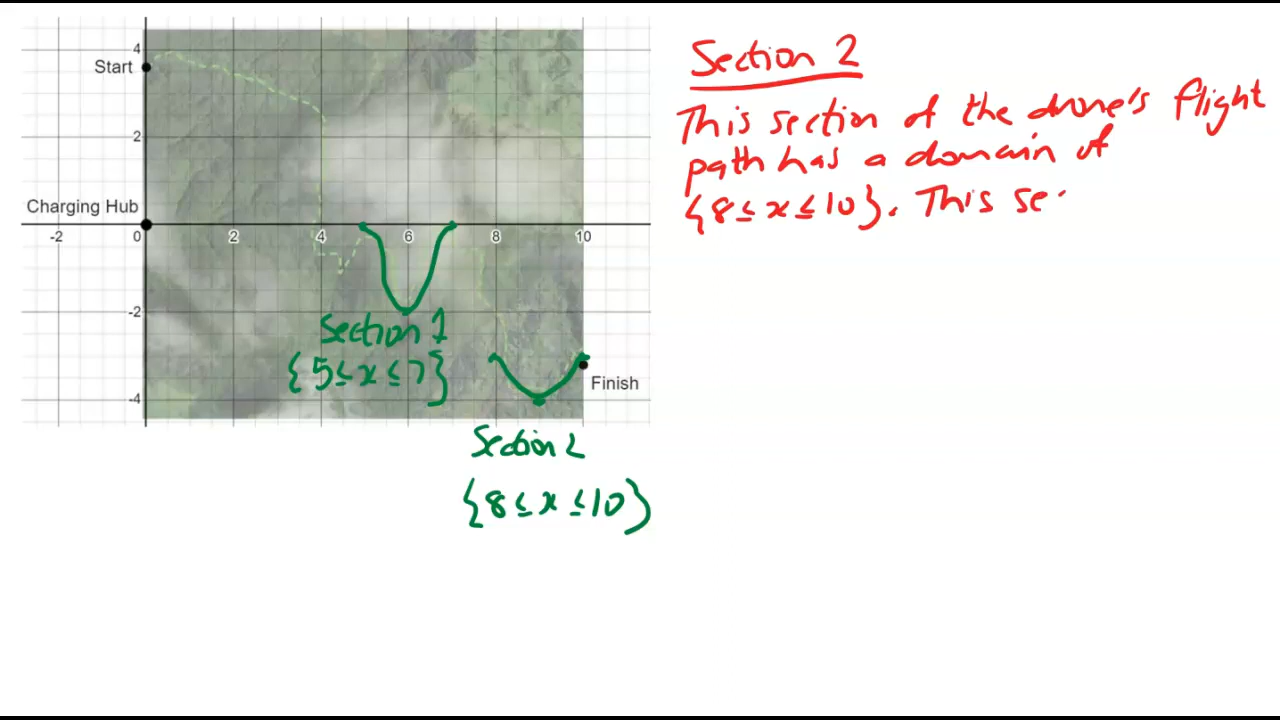 4
Start
2
Charging Hub
-2
0
2
4
6
8
10
-2
Section 1
{5≤x≤7}
Finish
-4
Section 2
{8≤x≤10}
Section 2
This section of the drone's flight
path has a domain of
{8≤x≤10}. This se